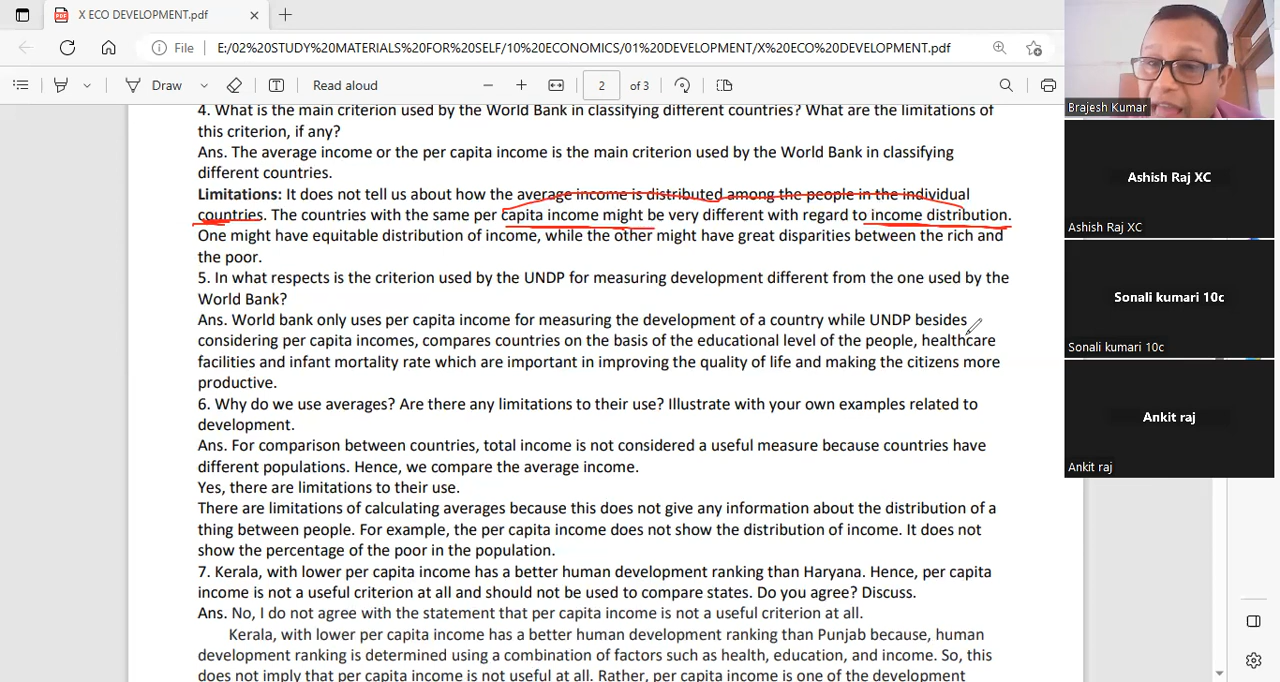 X ECO DEVELOPMENT.pdf
File
E:/02%20STUDY%20MATERIALS%20FOR%20SELF/10%20ECONOMICS/01%20DEVELOPMENT/X%20ECO%20DEVELOPMENT.pdf
Draw
Read aloud
2 of 3
4. What is the main criterion used by the World Bank in classifying different countries? What are the limitations of
this criterion, if any?
Ans. The average income or the per capita income is the main criterion used by the World Bank in classifying
different countries.
Limitations: It does not tell us about how the average income is distributed among the people in the individual
countries. The countries with the same per capita income might be very different with regard to income distribution.
One might have equitable distribution of income, while the other might have great disparities between the rich and
the poor.
5. In what respects is the criterion used by the UNDP for measuring development different from the one used by the
World Bank?
Ans. World bank only uses per capita income for measuring the development of a country while UNDP besides
considering per capita incomes, compares countries on the basis of the educational level of the people, healthcare
facilities and infant mortality rate which are important in improving the quality of life and making the citizens more
productive.
6. Why do we use averages? Are there any limitations to their use? Illustrate with your own examples related to
development.
Ans. For comparison between countries, total income is not considered a useful measure because countries have
different populations. Hence, we compare the average income.
Yes, there are limitations to their use.
There are limitations of calculating averages because this does not give any information about the distribution of a
thing between people. For example, the per capita income does not show the distribution of income. It does not
show the percentage of the poor in the population.
7. Kerala, with lower per capita income has a better human development ranking than Haryana. Hence, per capita
income is not a useful criterion at all and should not be used to compare states. Do you agree? Discuss.
Ans. No, I do not agree with the statement that per capita income is not a useful criterion at all.
Kerala, with lower per capita income has a better human development ranking than Punjab because, human
development ranking is determined using a combination of factors such as health, education, and income. So, this
does not imply that per capita income is not useful at all. Rather, per capita income is one of the development
Brajesh Kumar
Ashish Raj XC
Ashish Raj XC
Sonali kumari 10c
Sonali kumari 10c
Ankit raj
Ankit raj